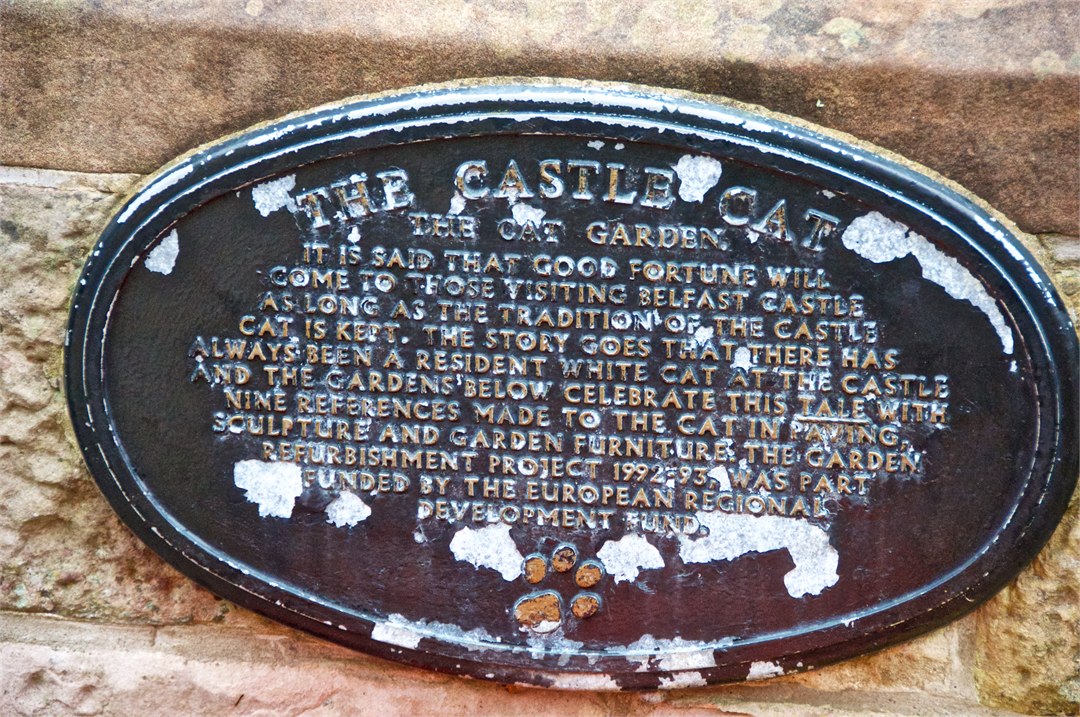 THE CASTLE CAT
THE CAT GARDEN
IT IS SAID THAT GOOD FORTUNE WILL
COME TO THOSE VISITING BELFAST CASTLE
AS LONG AS THE TRADITION OF THE CASTLE
CAT IS KEPT. THE STORY GOES THAT THERE HAS
ALWAYS BEEN A RESIDENT WHITE CAT AT THE CASTLE
AND THE GARDENS BELOW CELEBRATE THIS TALE WITH
NINE REFERENCES MADE TO THE CAT IN PAVING,
SCULPTURE AND GARDEN FURNITURE. THE GARDEN
REFURBISHMENT PROJECT 1992-93, WAS PART
FUNDED BY THE EUROPEAN REGIONAL
DEVELOPMENT FUND.